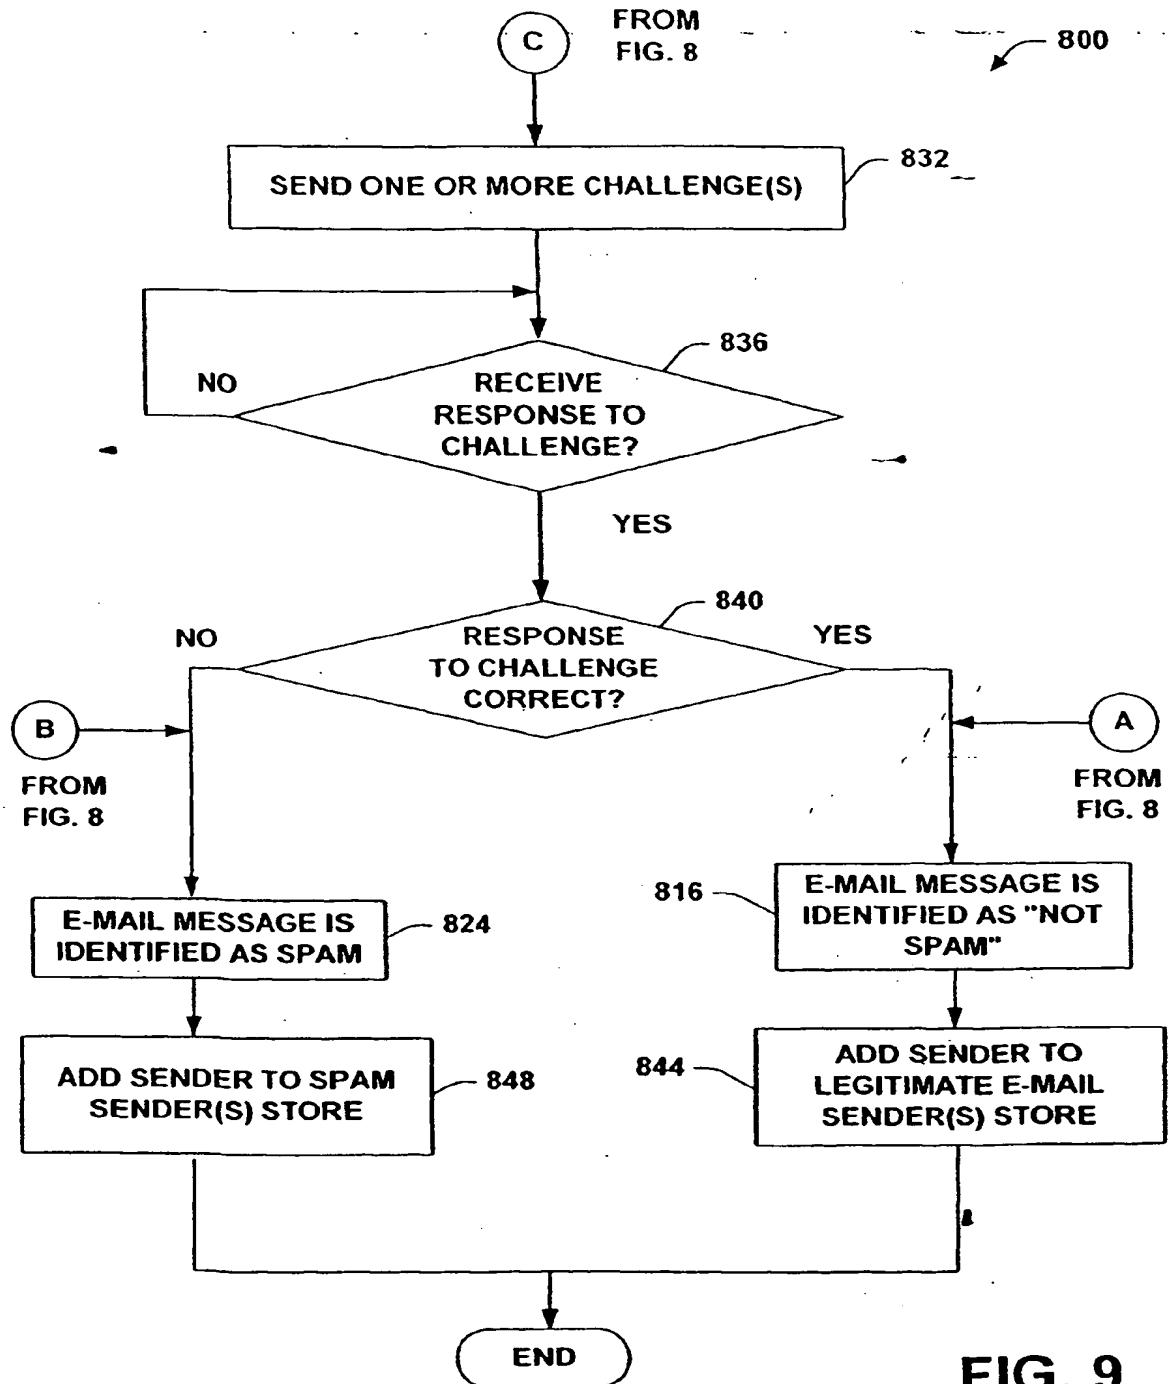 C
FROM
FIG. 8
800
SEND ONE OR MORE CHALLENGE(S)
832
836
NO
RECEIVE
RESPONSE TO
CHALLENGE?
YES
840
NO
RESPONSE
TO CHALLENGE
CORRECT?
YES
B
FROM
FIG. 8
A
FROM
FIG. 8
E-MAIL MESSAGE IS
IDENTIFIED AS SPAM
824
816
E-MAIL MESSAGE IS
IDENTIFIED AS "NOT
SPAM"
ADD SENDER TO SPAM
SENDER(S) STORE
848
844
ADD SENDER TO
LEGITIMATE E-MAIL
SENDER(S) STORE
END
FIG. 9